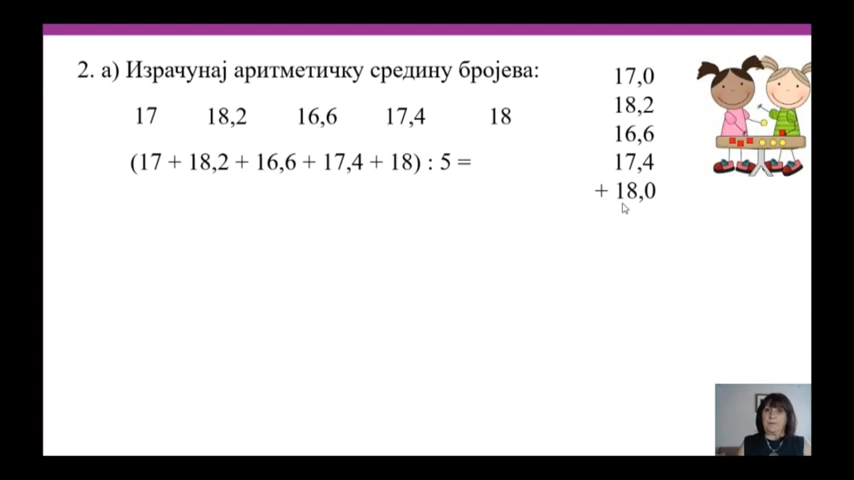 2. а) Израчунај аритметичку средину бројева:
17 18,2 16,6 17,4 18
(17 + 18,2 + 16,6 + 17,4 + 18) : 5 =
17,0
18,2
16,6
17,4
+ 18,0